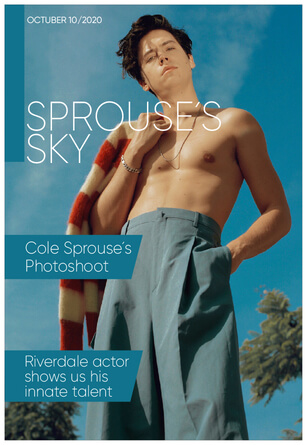 OCTUBER 10/2020
SPROUSE'S
SKY
Cole Sprouse's
Photoshoot
Riverdale actor
shows us his
innate talent